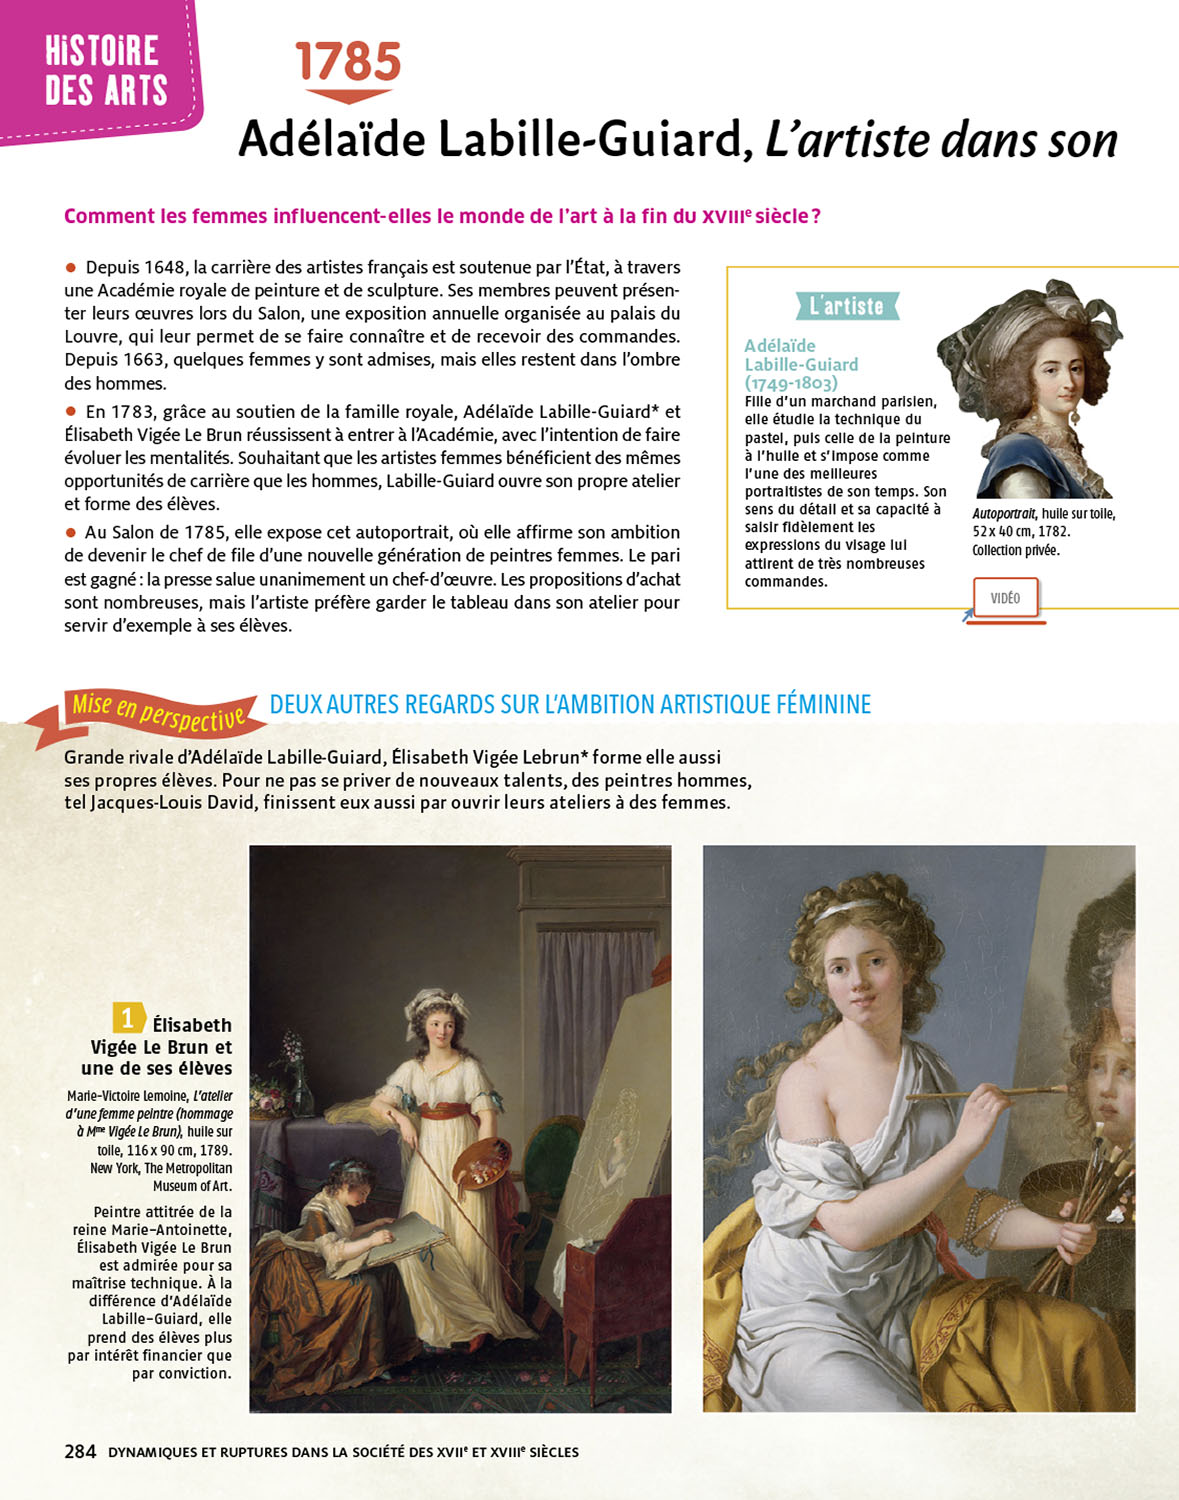 HISTOIRE
DES ARTS
1785
Adélaïde Labille-Guiard, L’artiste dans son
Comment les femmes influencent-elles le monde de l’art à la fin du XVIIIe siècle ?
● Depuis 1648, la carrière des artistes français est soutenue par l’État, à travers
une Académie royale de peinture et de sculpture. Ses membres peuvent présen-
ter leurs œuvres lors du Salon, une exposition annuelle organisée au palais du
Louvre, qui leur permet de se faire connaître et de recevoir des commandes.
Depuis 1663, quelques femmes y sont admises, mais elles restent dans l’ombre
des hommes.
● En 1783, grâce au soutien de la famille royale, Adélaïde Labille-Guiard* et
Élisabeth Vigée Le Brun réussissent à entrer à l’Académie, avec l’intention de faire
évoluer les mentalités. Souhaitant que les artistes femmes bénéficient des mêmes
opportunités de carrière que les hommes, Labille-Guiard ouvre son propre atelier
et forme des élèves.
● Au Salon de 1785, elle expose cet autoportrait, où elle affirme son ambition
de devenir le chef de file d’une nouvelle génération de peintres femmes. Le pari
est gagné : la presse salue unanimement un chef-d’œuvre. Les propositions d’achat
sont nombreuses, mais l’artiste préfère garder le tableau dans son atelier pour
servir d’exemple à ses élèves.
L’artiste
Adélaïde
Labille-Guiard
(1749-1803)
Fille d’un marchand parisien,
elle étudie la technique du
pastel, puis celle de la peinture
à l’huile et s’impose comme
l’une des meilleures
portraitistes de son temps. Son
sens du détail et sa capacité à
saisir fidèlement les
expressions du visage lui
attirent de très nombreuses
commandes.
Autoportrait, huile sur toile,
52 x 40 cm, 1782.
Collection privée.
VIDÉO
Mise en perspective
DEUX AUTRES REGARDS SUR L’AMBITION ARTISTIQUE FÉMININE
Grande rivale d’Adélaïde Labille-Guiard, Élisabeth Vigée Lebrun* forme elle aussi
ses propres élèves. Pour ne pas se priver de nouveaux talents, des peintres hommes,
tel Jacques-Louis David, finissent eux aussi par ouvrir leurs ateliers à des femmes.
1 Élisabeth
Vigée Le Brun et
une de ses élèves
Marie-Victoire Lemoine, L’atelier
d’une femme peintre (hommage
à Mme Vigée Le Brun), huile sur
toile, 116 x 90 cm, 1789.
New York, The Metropolitan
Museum of Art.
Peintre attitrée de la
reine Marie-Antoinette,
Élisabeth Vigée Le Brun
est admirée pour sa
maîtrise technique. À la
différence d’Adélaïde
Labille-Guiard, elle
prend des élèves plus
par intérêt financier que
par conviction.
284 DYNAMIQUES ET RUPTURES DANS LA SOCIÉTÉ DES XVIIe ET XVIIIe SIÈCLES